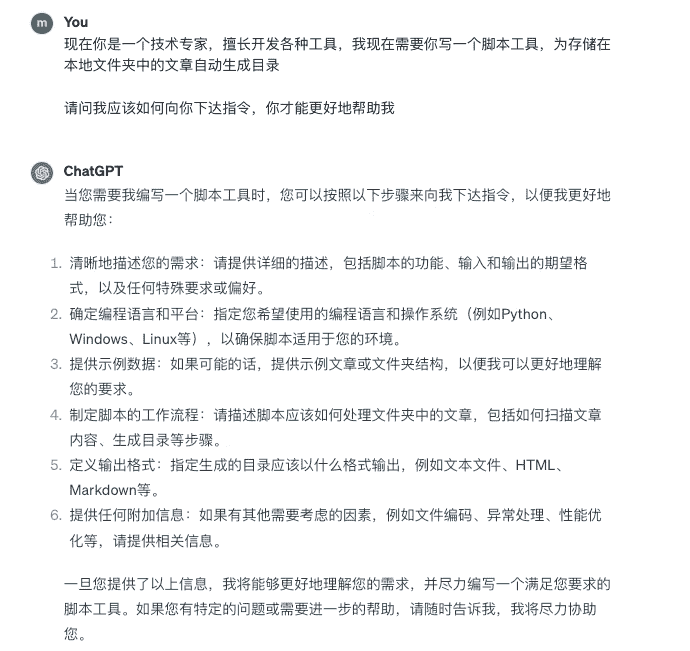 m
You
现在你是一个技术专家，擅长开发各种工具，我现在需要你写一个脚本工具，为存储在
本地文件夹中的文章自动生成目录
请问我应该如何向你下达指令，你才能更好地帮助我
ChatGPT
当您需要我编写一个脚本工具时，您可以按照以下步骤来向我下达指令，以便我更好地
帮助您：
1. 清晰地描述您的需求：请提供详细的描述，包括脚本的功能、输入和输出的期望格
式，以及任何特殊要求或偏好。
2. 确定编程语言和平台：指定您希望使用的编程语言和操作系统（例如Python、
Windows、Linux等），以确保脚本适用于您的环境。
3. 提供示例数据：如果可能的话，提供示例文章或文件夹结构，以便我可以更好地理解
您的要求。
4. 制定脚本的工作流程：请描述脚本应该如何处理文件夹中的文章，包括如何扫描文章
内容、生成目录等步骤。
5. 定义输出格式：指定生成的目录应该以什么格式输出，例如文本文件、HTML、
Markdown等。
6. 提供任何附加信息：如果有其他需要考虑的因素，例如文件编码、异常处理、性能优
化等，请提供相关信息。
一旦您提供了以上信息，我将能够更好地理解您的需求，并尽力编写一个满足您要求的
脚本工具。如果您有特定的问题或需要进一步的帮助，请随时告诉我，我将尽力协助
您。